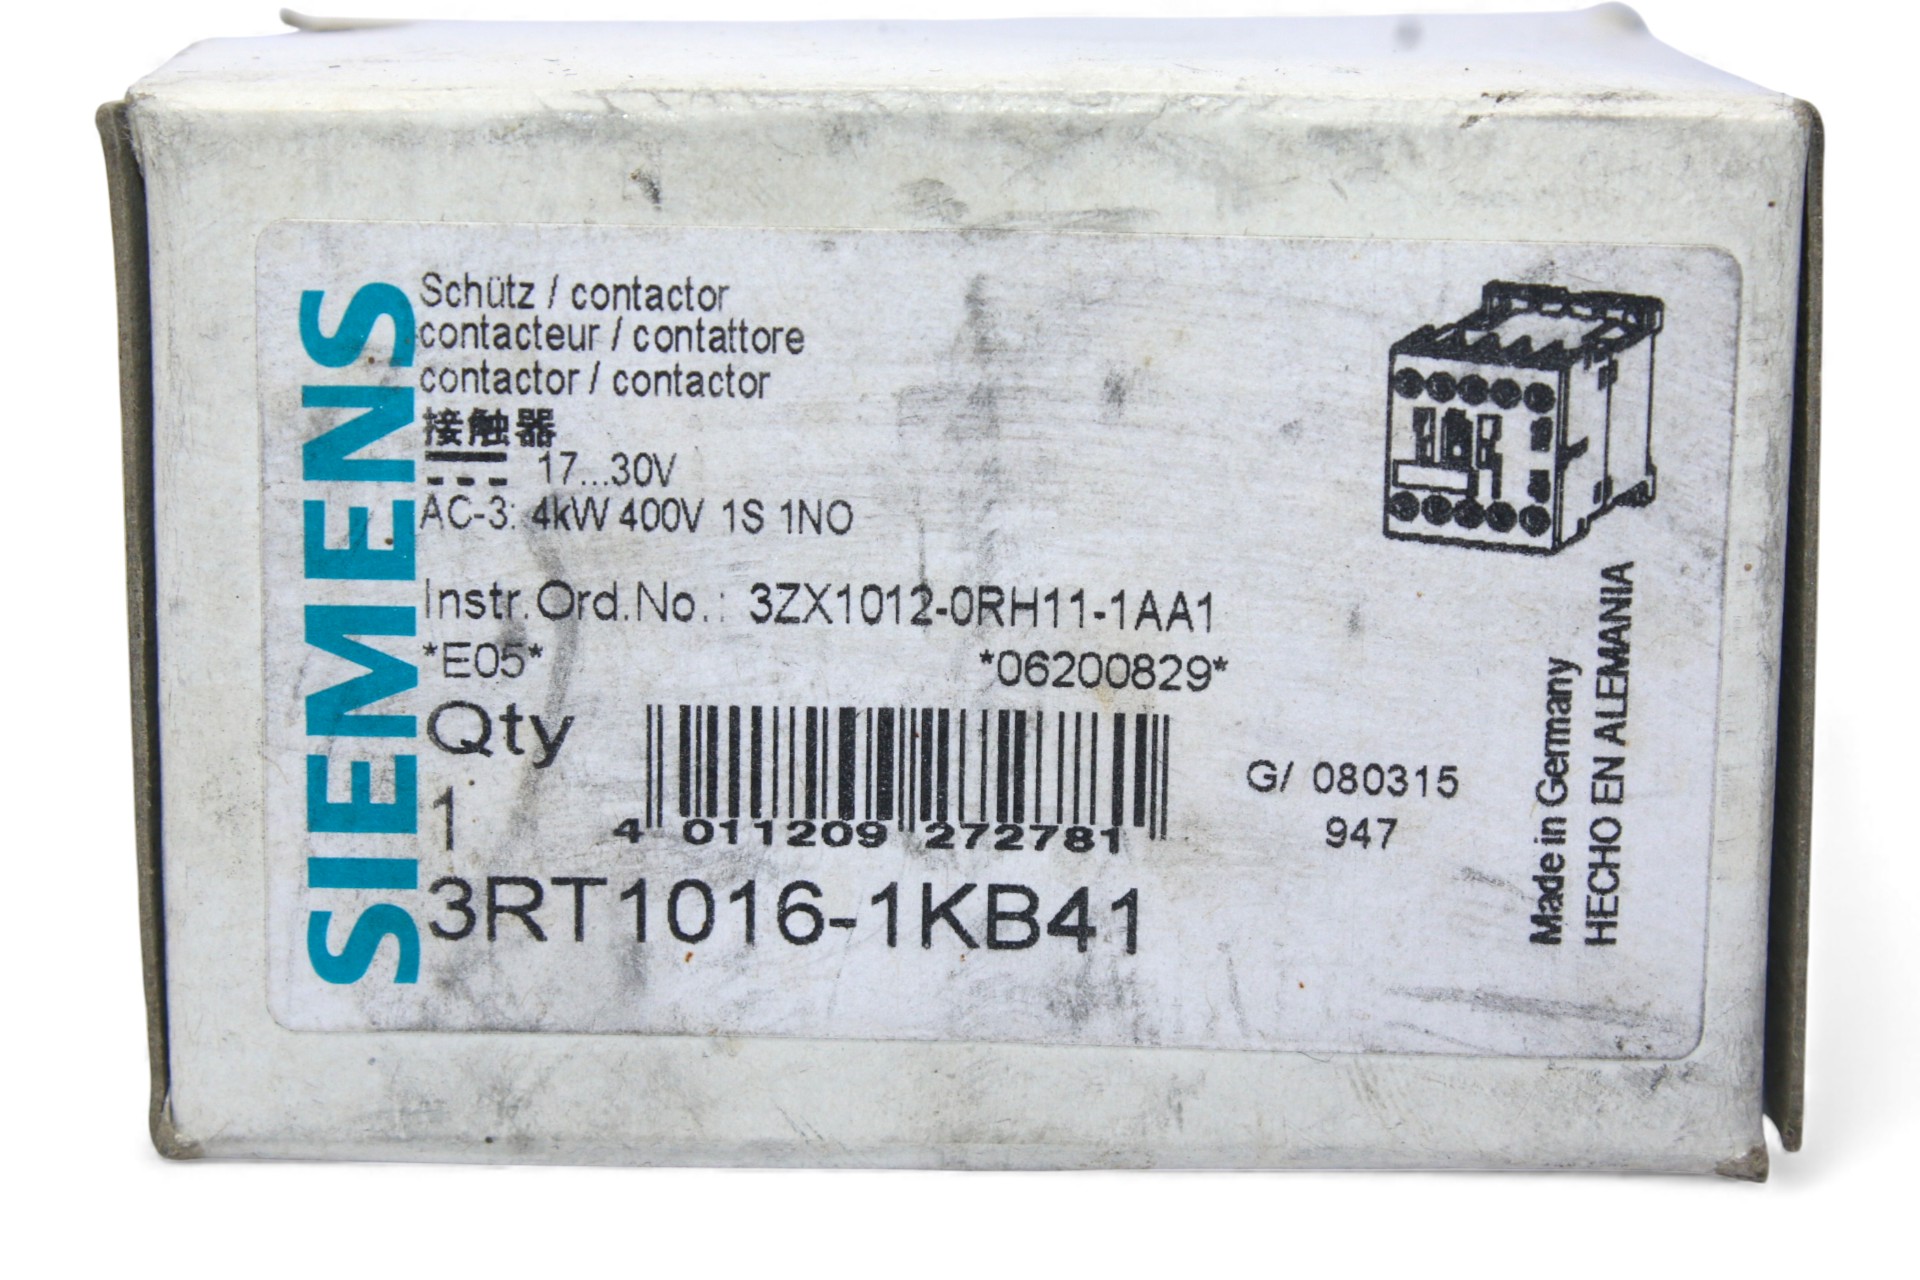 SIEMENS
Schütz / contactor
contacteur / contattore
contactor / contactor
接触器
17...30V
AC-3: 4kW 400V 1S 1NO
Instr.Ord.No.: 3ZX1012-0RH11-1AA1
*E05* *06200829*
Qty
1
4 011209 272781
G/ 080315
947
3RT1016-1KB41
Made in Germany
HECHO EN ALEMANIA